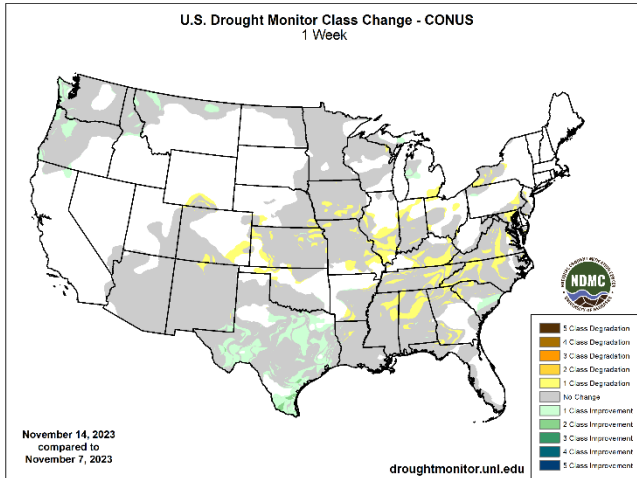 U.S. Drought Monitor Class Change - CONUS
1 Week
NDMC
5 Class Degradation
4 Class Degradation
3 Class Degradation
2 Class Degradation
1 Class Degradation
No Change
1 Class Improvement
2 Class Improvement
3 Class Improvement
4 Class Improvement
5 Class Improvement
November 14, 2023
compared to
November 7, 2023
droughtmonitor.unl.edu